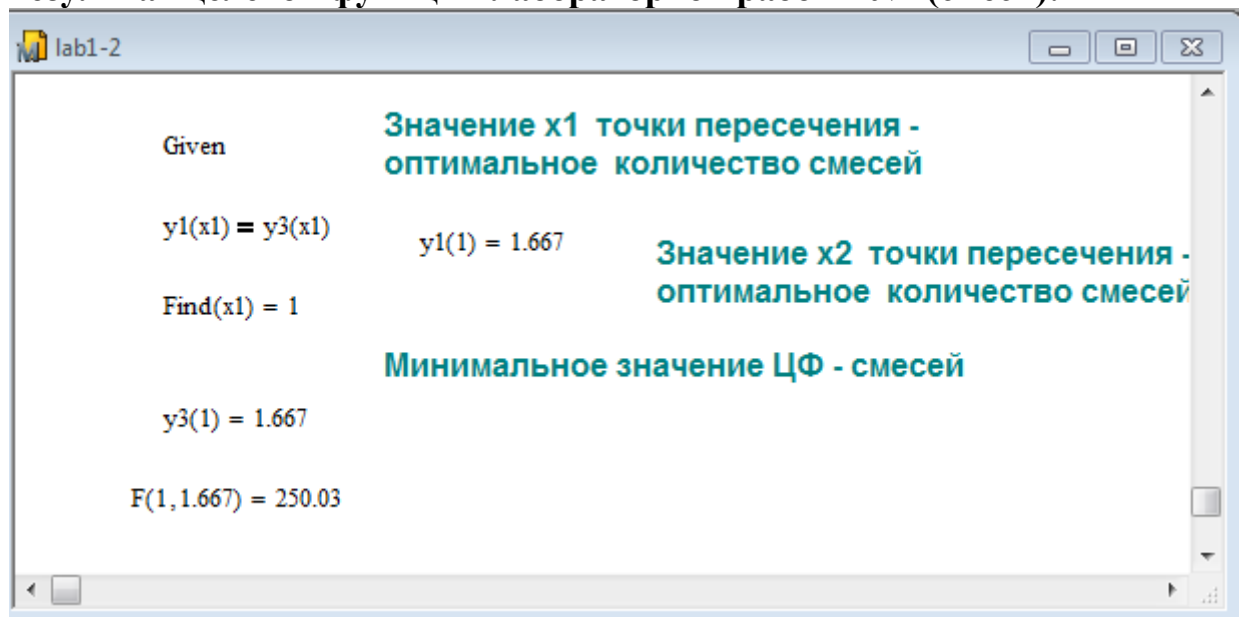 lab1-2
Значение x1 точки пересечения -
оптимальное количество смесей
Given
y1(x1) = y3(x1)
y1(1) = 1.667
Значение x2 точки пересечения -
оптимальное количество смесей
Find(x1) = 1
Минимальное значение ЦФ - смесей
y3(1) = 1.667
F(1,1.667) = 250.03